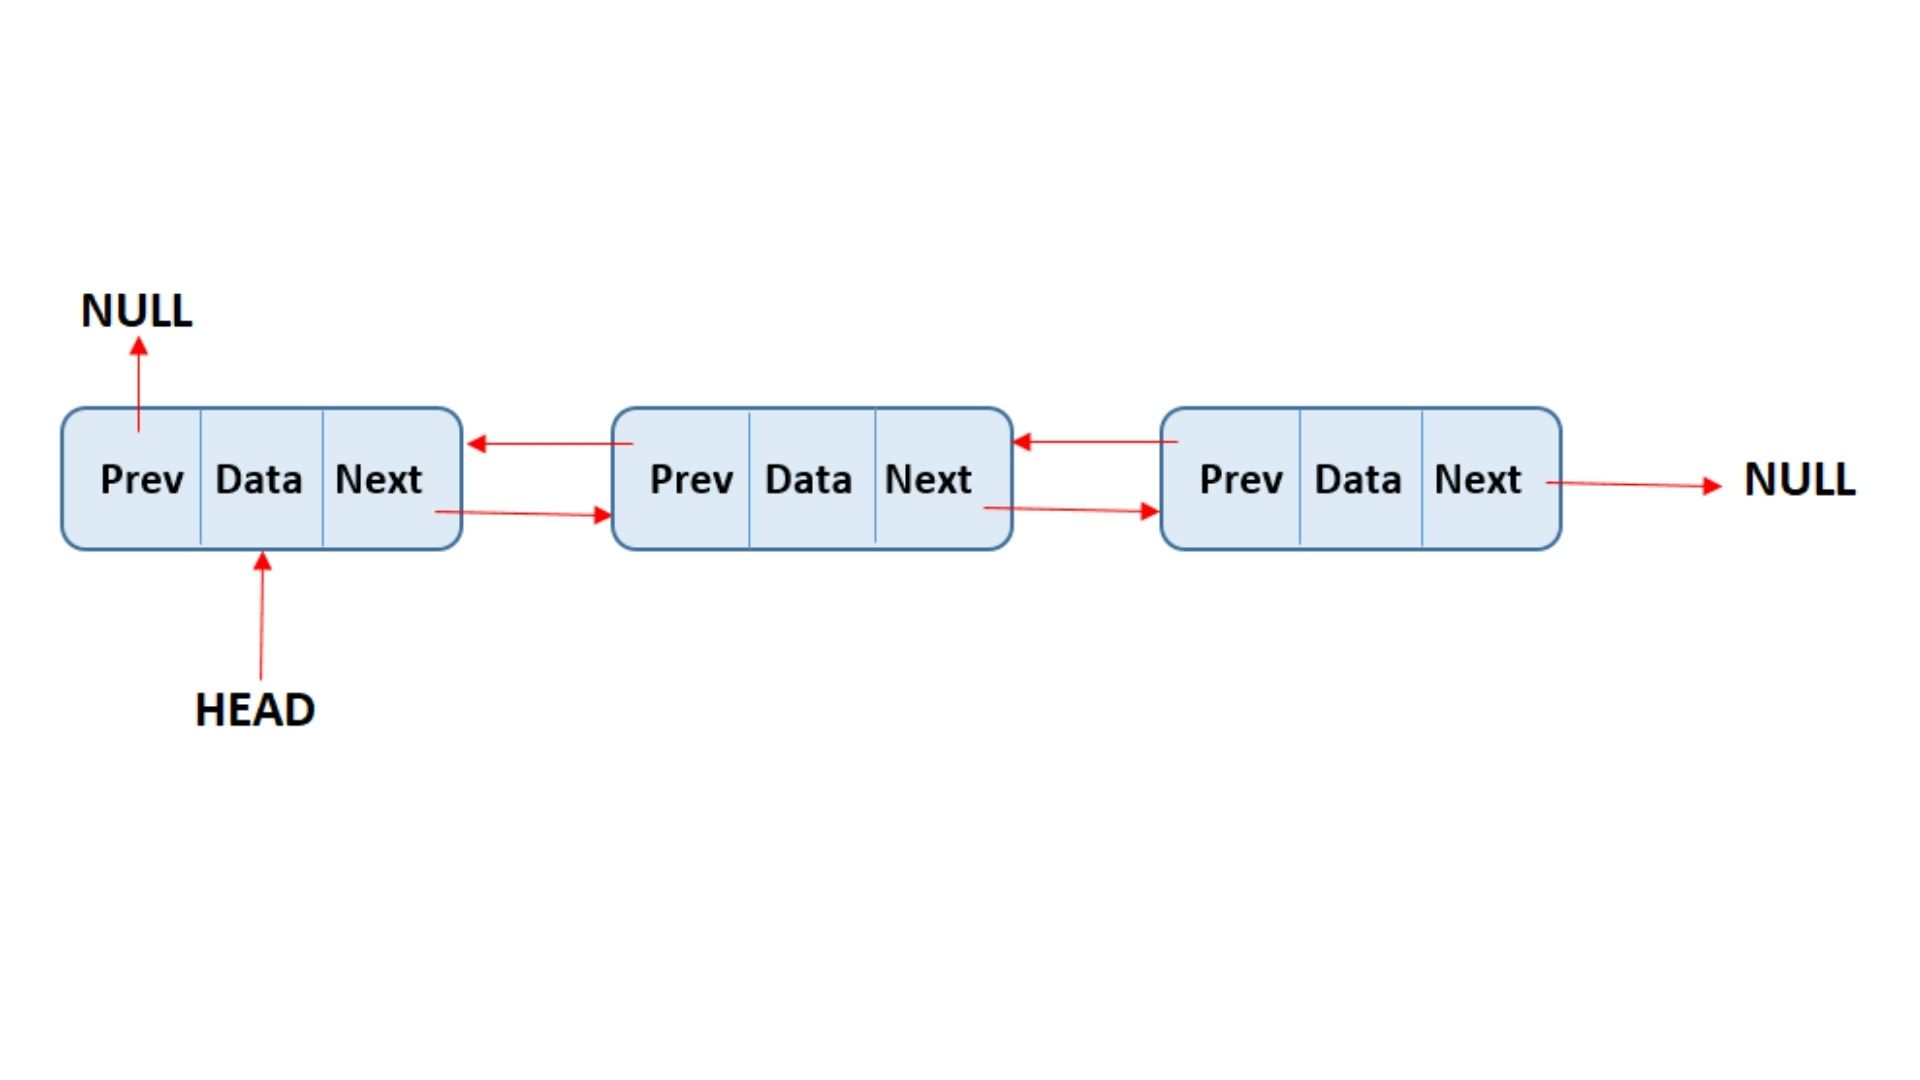 NULL
Prev Data Next
Prev Data Next
Prev Data Next
NULL
HEAD